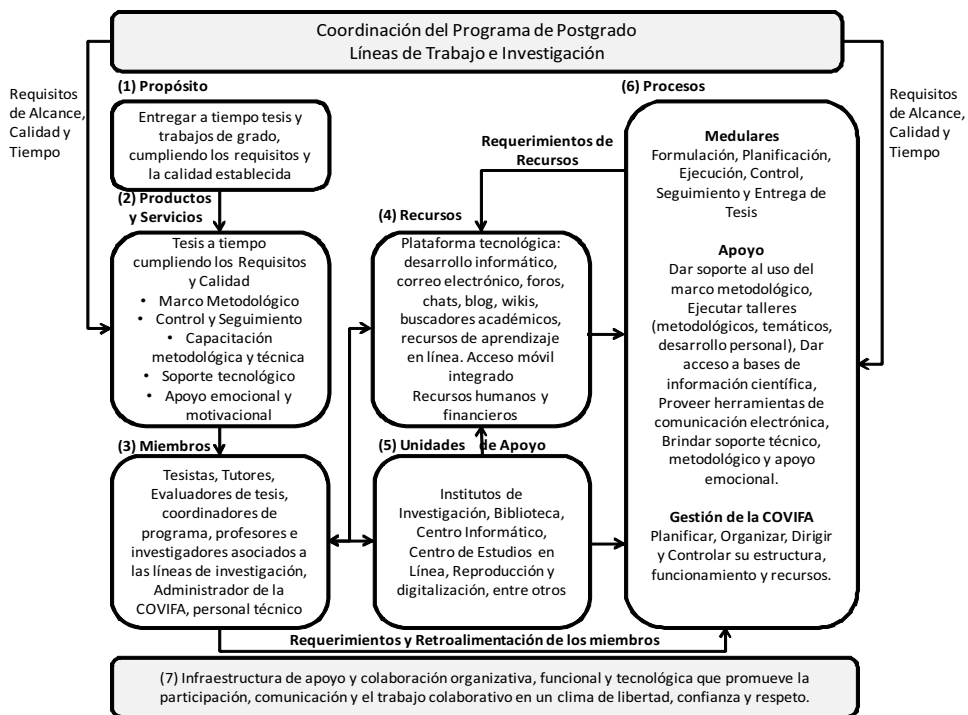 Coordinación del Programa de Postgrado
Líneas de Trabajo e Investigación
Requisitos
de Alcance,
Calidad y
Tiempo
(1) Propósito
Entregar a tiempo tesis y
trabajos de grado,
cumpliendo los requisitos y
la calidad establecida
(2) Productos
y Servicios
Tesis a tiempo
cumpliendo los Requisitos
y Calidad
• Marco Metodológico
• Control y Seguimiento
• Capacitación
metodológica y técnica
• Soporte tecnológico
• Apoyo emocional y
motivacional
(3) Miembros
Tesistas, Tutores,
Evaluadores de tesis,
coordinadores de
programa, profesores e
investigadores asociados a
las líneas de investigación,
Administrador de la
COVIFA, personal técnico
Requerimientos de
Recursos
(4) Recursos
Plataforma tecnológica:
desarrollo informático,
correo electrónico, foros,
chats, blog, wikis,
buscadores académicos,
recursos de aprendizaje
en línea. Acceso móvil
integrado
Recursos humanos y
financieros
(5) Unidades de Apoyo
Institutos de
Investigación, Biblioteca,
Centro Informático,
Centro de Estudios en
Línea, Reproducción y
digitalización, entre otros
(6) Procesos
Medulares
Formulación, Planificación,
Ejecución, Control,
Seguimiento y Entrega de
Tesis
Apoyo
Dar soporte al uso del
marco metodológico,
Ejecutar talleres
(metodológicos, temáticos,
desarrollo personal), Dar
acceso a bases de
información científica,
Proveer herramientas de
comunicación electrónica,
Brindar soporte técnico,
metodológico y apoyo
emocional.
Gestión de la COVIFA
Planificar, Organizar, Dirigir
y Controlar su estructura,
funcionamiento y recursos.
Requisitos
de Alcance,
Calidad y
Tiempo
Requerimientos y Retroalimentación de los miembros
(7) Infraestructura de apoyo y colaboración organizativa, funcional y tecnológica que promueve la
participación, comunicación y el trabajo colaborativo en un clima de libertad, confianza y respeto.